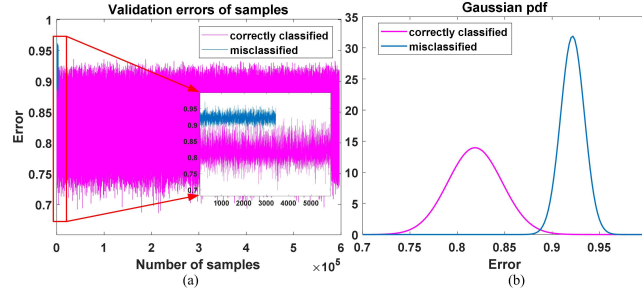 Validation errors of samples
1
0.95
0.9
0.85
0.8
0.75
0.7
0.65
Error
correctly classified
misclassified
0.95
0.9
0.85
0.8
0.75
0.7
1000 2000 3000 4000 5000
0 1 2 3 4 5 6
×10^5
Number of samples
(a)
Gaussian pdf
35
30
25
20
15
10
5
0
correctly classified
misclassified
0.7 0.75 0.8 0.85 0.9 0.95
Error
(b)